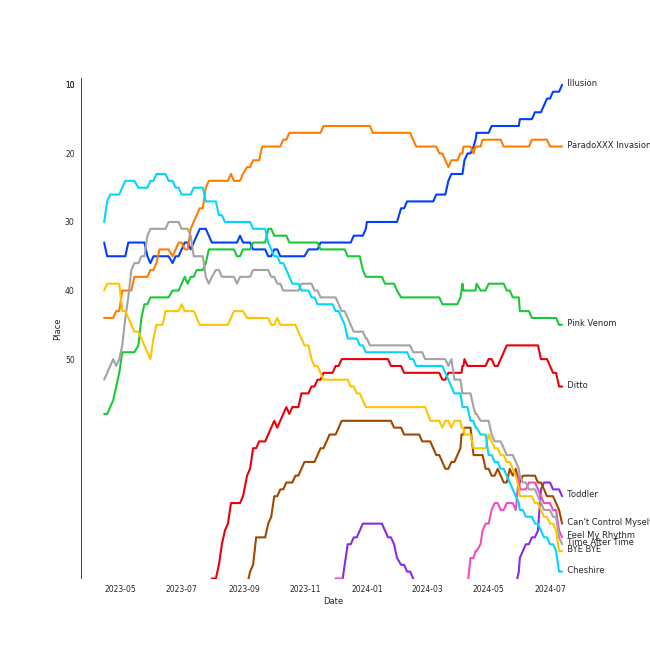 10
20
30
40
50
Place
Illusion
ParadoXXX Invasion
Pink Venom
Ditto
Toddler
Can't Control Myself
Feel My Rhythm
Time After Time
BYE BYE
Cheshire
2023-05
2023-07
2023-09
2023-11
2024-01
2024-03
2024-05
2024-07
Date